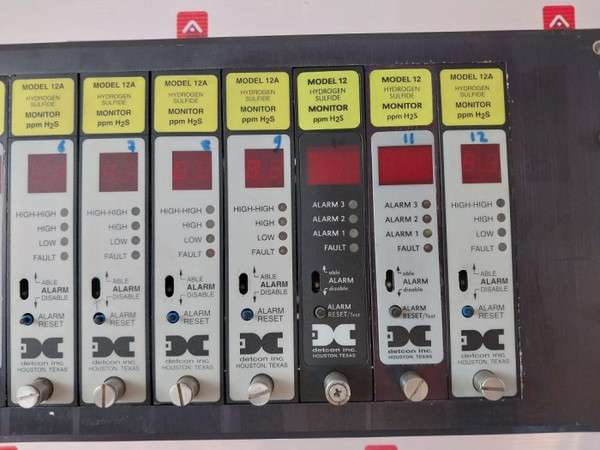 MODEL 12A
HYDROGEN
SULFIDE
MONITOR
ppm H2S
6
HIGH-HIGH
HIGH
LOW
FAULT
ABLE
ALARM
DISABLE
ALARM
RESET
detcon inc.
HOUSTON, TEXAS
MODEL 12A
HYDROGEN
SULFIDE
MONITOR
ppm H2S
7
HIGH-HIGH
HIGH
LOW
FAULT
ABLE
ALARM
DISABLE
ALARM
RESET
detcon inc.
HOUSTON, TEXAS
MODEL 12A
HYDROGEN
SULFIDE
MONITOR
ppm H2S
8
HIGH-HIGH
HIGH
LOW
FAULT
ABLE
ALARM
DISABLE
ALARM
RESET
detcon inc.
HOUSTON, TEXAS
MODEL 12A
HYDROGEN
SULFIDE
MONITOR
ppm H2S
9
HIGH-HIGH
HIGH
LOW
FAULT
ABLE
ALARM
DISABLE
ALARM
RESET
detcon inc.
HOUSTON, TEXAS
MODEL 12
HYDROGEN
SULFIDE
MONITOR
ppm H2S
ALARM 3
ALARM 2
ALARM 1
FAULT
able
ALARM
disable
ALARM
RESET/Test
detcon inc.
HOUSTON, TEXAS
MODEL 12
HYDROGEN
SULFIDE
MONITOR
ppm H2S
11
ALARM 3
ALARM 2
ALARM 1
FAULT
able
ALARM
disable
ALARM
RESET/Test
detcon inc.
HOUSTON, TEXAS
MODEL 12A
HYDROGEN
SULFIDE
MONITOR
ppm H2S
12
HIGH-HIGH
HIGH
LOW
FAULT
ABLE
ALARM
DISABLE
ALARM
RESET
detcon inc.
HOUSTON, TEXAS